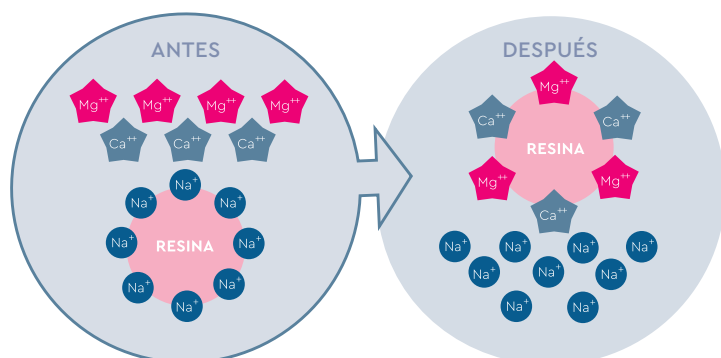 ANTES
Mg⁺⁺ Mg⁺⁺ Mg⁺⁺ Mg⁺⁺
Ca⁺⁺ Ca⁺⁺ Ca⁺⁺
Na⁺
Na⁺ Na⁺
Na⁺ RESINA Na⁺
Na⁺ Na⁺
Na⁺
DESPUÉS
Mg⁺⁺
Ca⁺⁺ Ca⁺⁺
RESINA
Mg⁺⁺ Mg⁺⁺
Ca⁺⁺
Na⁺ Na⁺ Na⁺ Na⁺
Na⁺ Na⁺ Na⁺
Na⁺ Na⁺